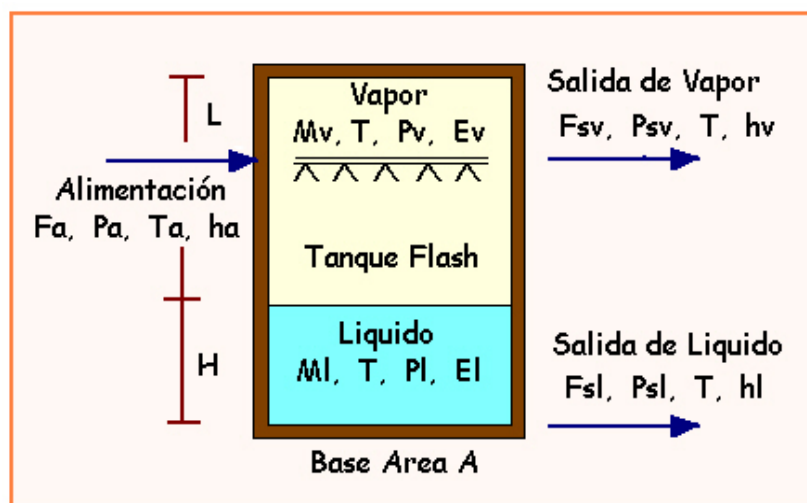 Salida de Vapor
Fsv, Psv, T, hv
Vapor
Mv, T, Pv, Ev
L
Alimentación
Fa, Pa, Ta, ha
Tanque Flash
H
Liquido
Ml, T, Pl, El
Salida de Liquido
Fsl, Psl, T, hl
Base Area A